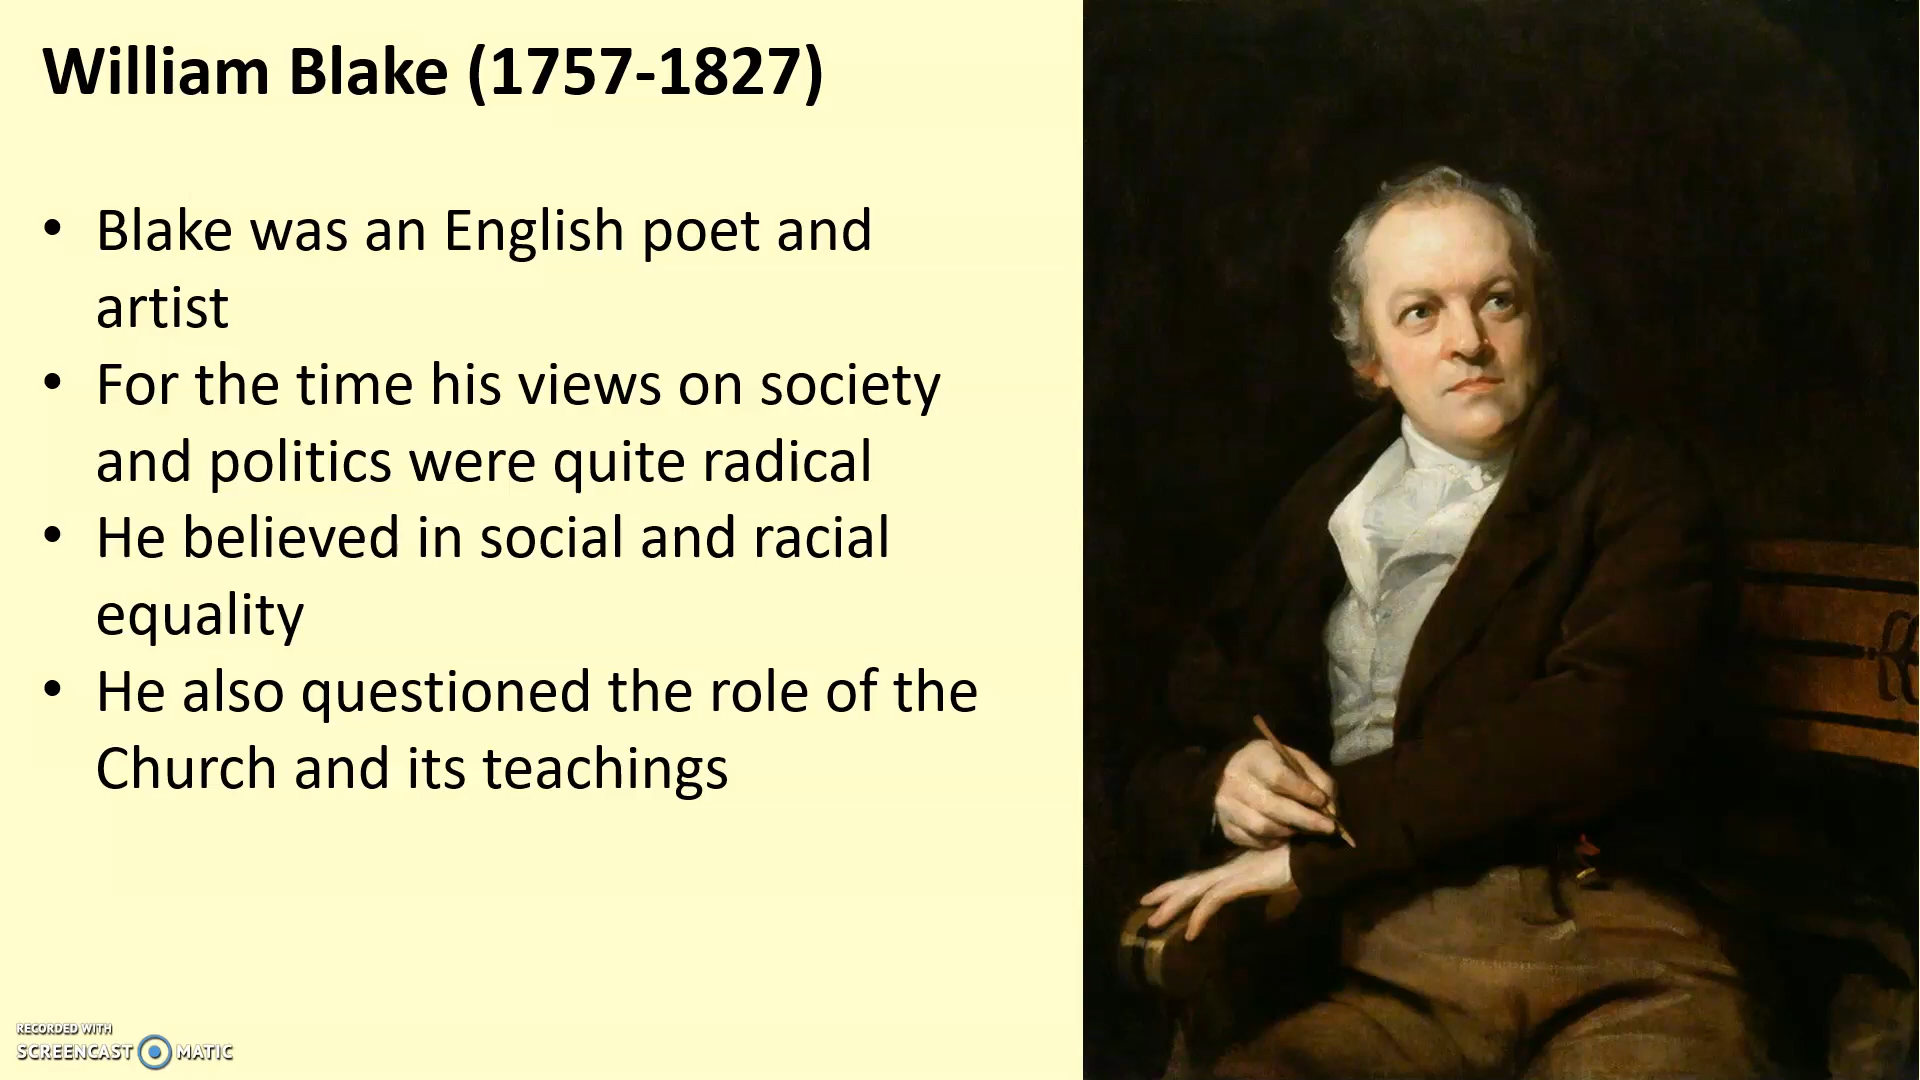 William Blake (1757-1827)
• Blake was an English poet and
artist
• For the time his views on society
and politics were quite radical
• He believed in social and racial
equality
• He also questioned the role of the
Church and its teachings
RECORDED WITH
SCREENCAST MATIC